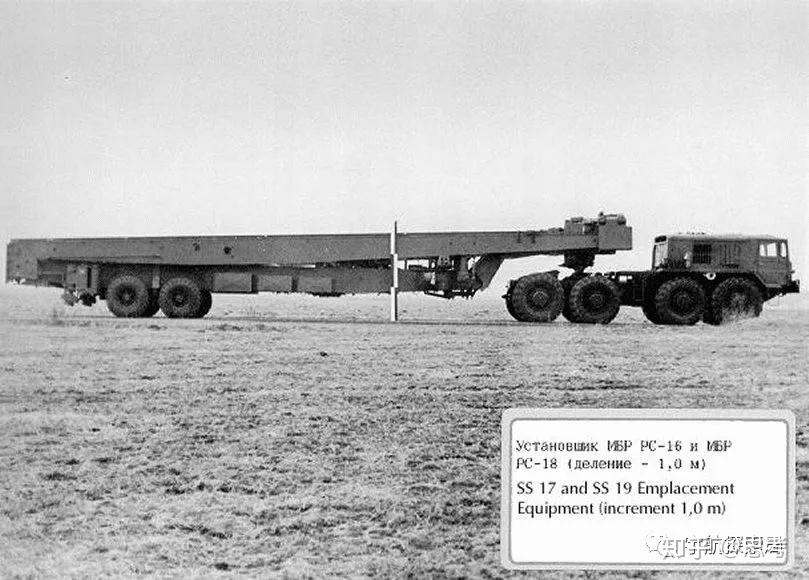 Установщик МБР РС-16 и МБР
РС-18 (деление - 1,0 м)
SS 17 and SS 19 Emplacement
Equipment (increment 1,0 m)
知乎